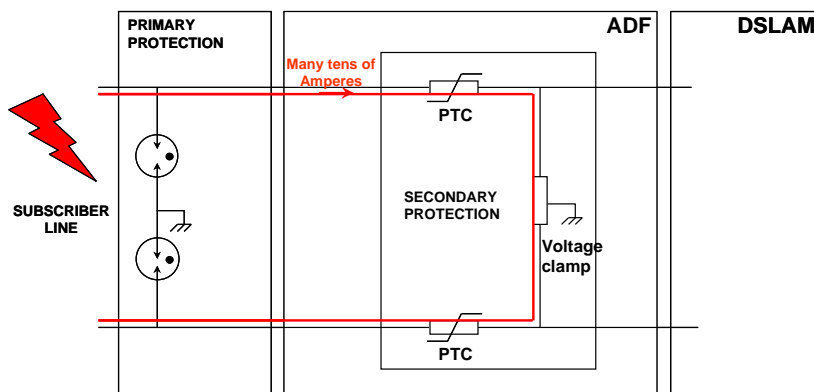 PRIMARY
PROTECTION
ADF
DSLAM
Many tens of
Amperes
PTC
SUBSCRIBER
LINE
SECONDARY
PROTECTION
Voltage
clamp
PTC